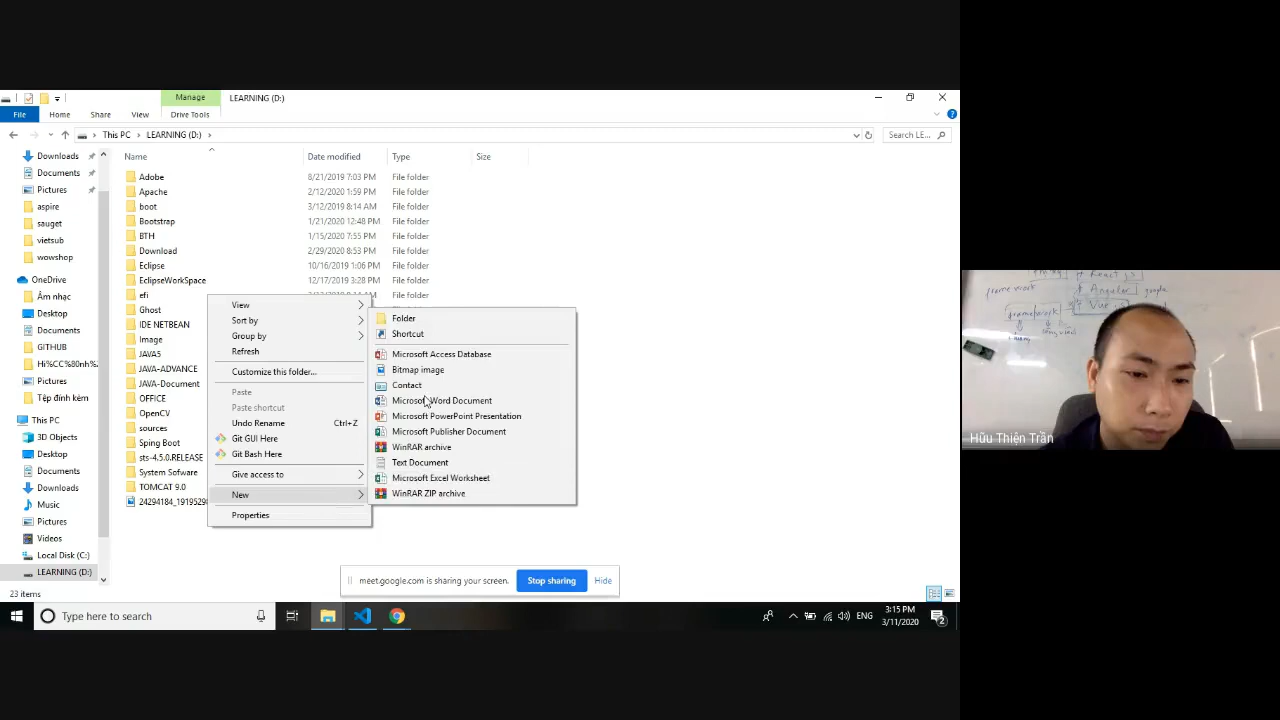 Manage
LEARNING (D:)
File
Home
Share
View
Drive Tools
This PC
LEARNING (D:)
Search LE...
Downloads
Documents
Pictures
aspire
sauget
vietsub
wowshop
OneDrive
Âm nhạc
Desktop
Documents
GITHUB
Hi%CC%80nh%...
Pictures
Tệp đính kèm
This PC
3D Objects
Desktop
Documents
Downloads
Music
Pictures
Videos
Local Disk (C:)
LEARNING (D:)
Name Date modified Type Size
Adobe 8/21/2019 7:03 PM File folder
Apache 2/12/2020 1:59 PM File folder
boot 3/12/2019 8:14 AM File folder
Bootstrap 1/21/2020 12:48 PM File folder
BTH 1/15/2020 7:55 PM File folder
Download 2/29/2020 8:53 PM File folder
Eclipse 10/16/2019 1:06 PM File folder
EclipseWorkSpace 12/17/2019 3:28 PM File folder
efi File folder
Ghost
IDE NETBEAN
Image
JAVA5
JAVA-ADVANCE
JAVA-Document
OFFICE
OpenCV
sources
Sping Boot
sts-4.5.0.RELEASE
System Sofware
TOMCAT 9.0
24294184_1919529
View
Sort by
Group by
Refresh
Customize this folder...
Paste
Paste shortcut
Undo Rename Ctrl+Z
Git GUI Here
Git Bash Here
Give access to
New
Properties
Folder
Shortcut
Microsoft Access Database
Bitmap image
Contact
Microsoft Word Document
Microsoft PowerPoint Presentation
Microsoft Publisher Document
WinRAR archive
Text Document
Microsoft Excel Worksheet
WinRAR ZIP archive
meet.google.com is sharing your screen.
Stop sharing
Hide
23 items
Type here to search
ENG
3:15 PM
3/11/2020
2
React js
frame work
Angular google
framework
Vue js
Hữu Thiện Trần